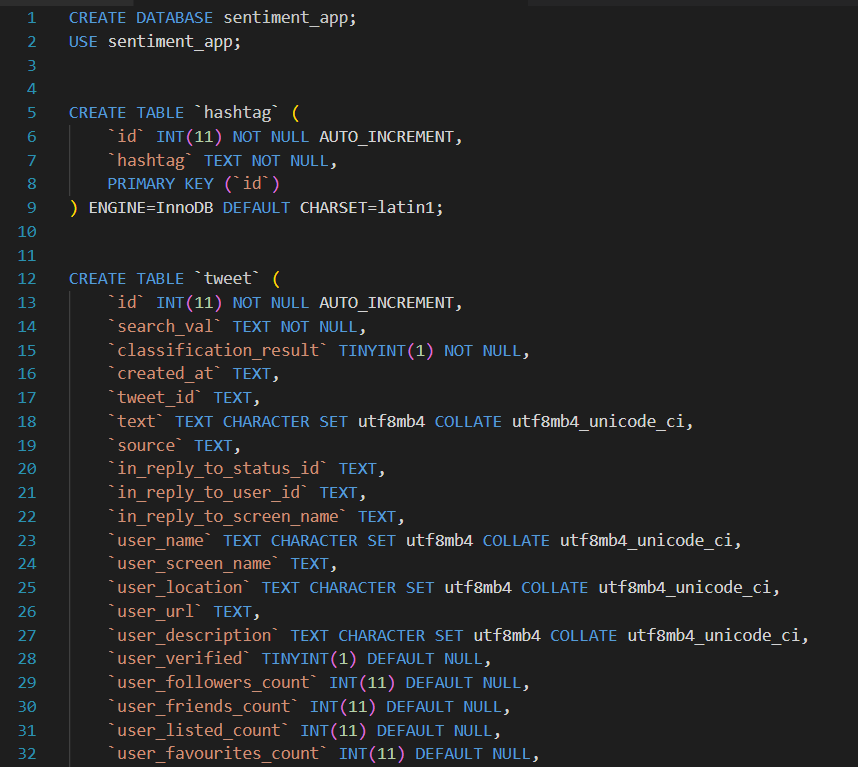 1 CREATE DATABASE sentiment_app;
2 USE sentiment_app;
3
4
5 CREATE TABLE `hashtag` (
6 `id` INT(11) NOT NULL AUTO_INCREMENT,
7 `hashtag` TEXT NOT NULL,
8 PRIMARY KEY (`id`)
9 ) ENGINE=InnoDB DEFAULT CHARSET=latin1;
10
11
12 CREATE TABLE `tweet` (
13 `id` INT(11) NOT NULL AUTO_INCREMENT,
14 `search_val` TEXT NOT NULL,
15 `classification_result` TINYINT(1) NOT NULL,
16 `created_at` TEXT,
17 `tweet_id` TEXT,
18 `text` TEXT CHARACTER SET utf8mb4 COLLATE utf8mb4_unicode_ci,
19 `source` TEXT,
20 `in_reply_to_status_id` TEXT,
21 `in_reply_to_user_id` TEXT,
22 `in_reply_to_screen_name` TEXT,
23 `user_name` TEXT CHARACTER SET utf8mb4 COLLATE utf8mb4_unicode_ci,
24 `user_screen_name` TEXT,
25 `user_location` TEXT CHARACTER SET utf8mb4 COLLATE utf8mb4_unicode_ci,
26 `user_url` TEXT,
27 `user_description` TEXT CHARACTER SET utf8mb4 COLLATE utf8mb4_unicode_ci,
28 `user_verified` TINYINT(1) DEFAULT NULL,
29 `user_followers_count` INT(11) DEFAULT NULL,
30 `user_friends_count` INT(11) DEFAULT NULL,
31 `user_listed_count` INT(11) DEFAULT NULL,
32 `user_favourites_count` INT(11) DEFAULT NULL,